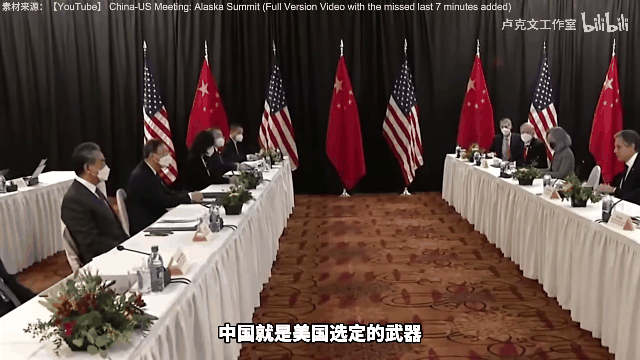 素材来源：【YouTube】 China-US Meeting: Alaska Summit (Full Version Video with the missed last 7 minutes added)
卢克文工作室 bilibili
中国就是美国选定的武器